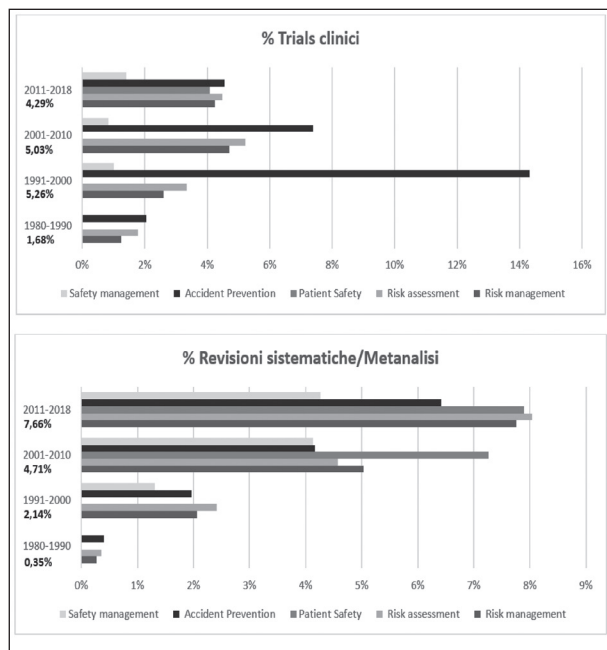 % Trials clinici
2011-2018
4,29%
2001-2010
5,03%
1991-2000
5,26%
1980-1990
1,68%
0% 2% 4% 6% 8% 10% 12% 14% 16%
Safety management Accident Prevention Patient Safety Risk assessment Risk management
% Revisioni sistematiche/Metanalisi
2011-2018
7,66%
2001-2010
4,71%
1991-2000
2,14%
1980-1990
0,35%
0% 1% 2% 3% 4% 5% 6% 7% 8% 9%
Safety management Accident Prevention Patient Safety Risk assessment Risk management